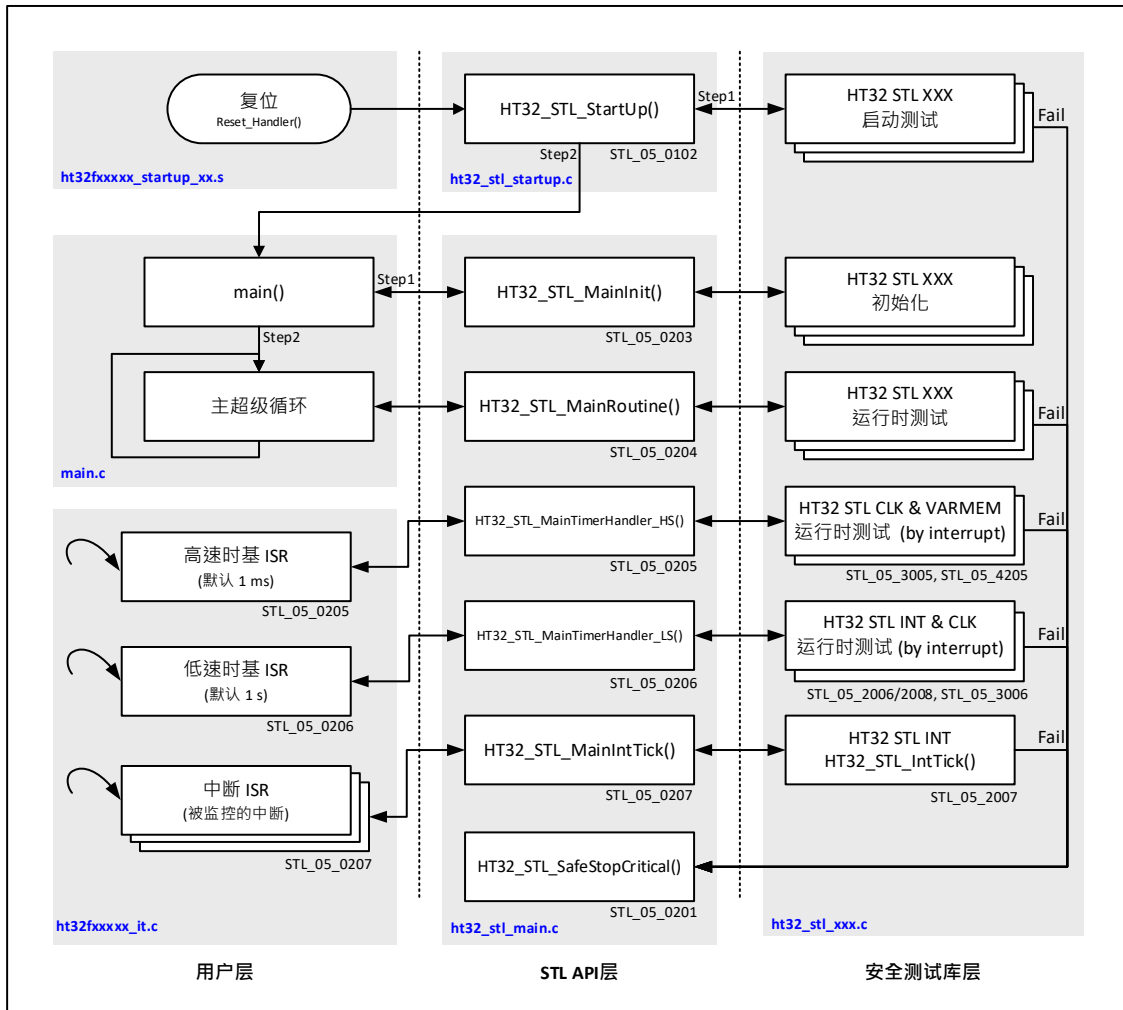 复位
Reset_Handler()
ht32fxxxxx_startup_xx.s
HT32_STL_StartUp()
Step1
Step2
STL_05_0102
ht32_stl_startup.c
HT32 STL XXX
启动测试
Fail
main()
Step1
Step2
HT32_STL_MainInit()
STL_05_0203
HT32 STL XXX
初始化
主超级循环
main.c
HT32_STL_MainRoutine()
STL_05_0204
HT32 STL XXX
运行时测试
Fail
高速时基 ISR
(默认 1 ms)
STL_05_0205
HT32_STL_MainTimerHandler_HS()
STL_05_0205
HT32 STL CLK & VARMEM
运行时测试 (by interrupt)
Fail
STL_05_3005, STL_05_4205
低速时基 ISR
(默认 1 s)
STL_05_0206
HT32_STL_MainTimerHandler_LS()
STL_05_0206
HT32 STL INT & CLK
运行时测试 (by interrupt)
Fail
STL_05_2006/2008, STL_05_3006
中断 ISR
(被监控的中断)
STL_05_0207
HT32_STL_MainIntTick()
STL_05_0207
HT32 STL INT
HT32_STL_IntTick()
Fail
STL_05_2007
HT32_STL_SafeStopCritical()
STL_05_0201
ht32fxxxxx_it.c
ht32_stl_main.c
ht32_stl_xxx.c
用户层
STL API层
安全测试库层